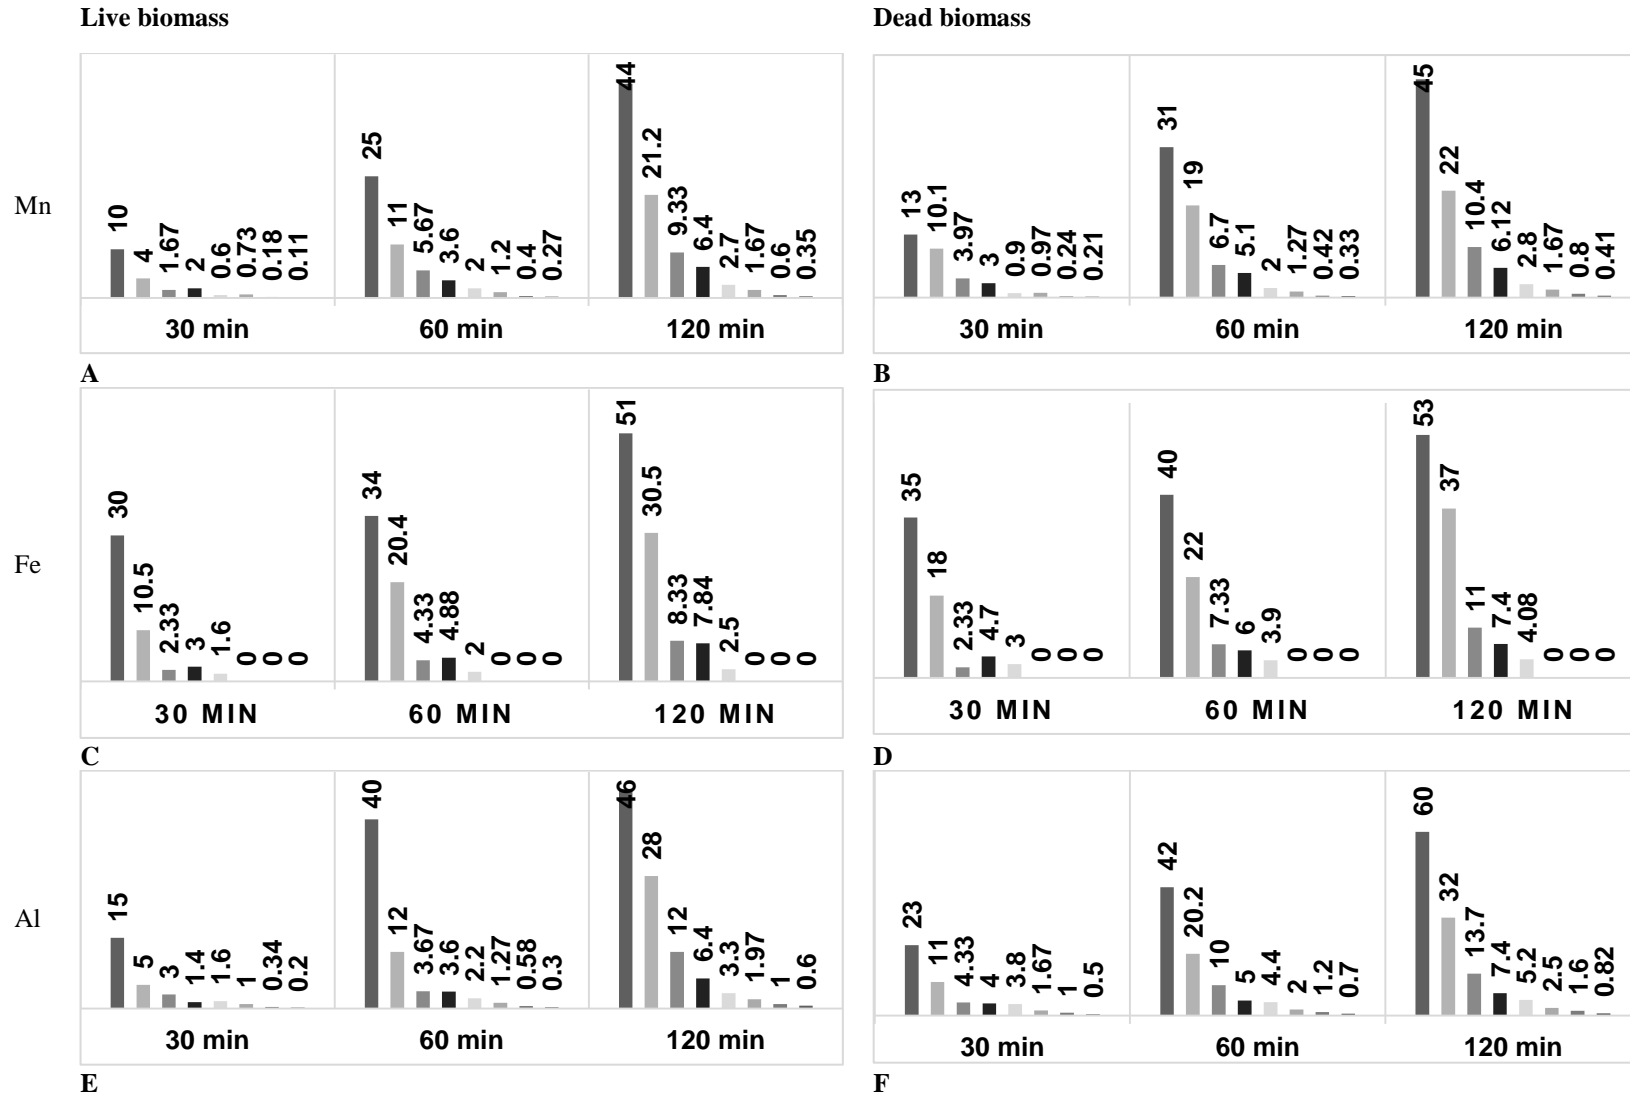 Live biomass
Dead biomass
Mn
10 4 1.67 2 0.6 0.73 0.18 0.11
25 11 5.67 3.6 2 1.2 0.4 0.27
44 21.2 9.33 6.4 2.7 1.67 0.6 0.35
30 min 60 min 120 min
A
13 10.1 3.97 3 0.9 0.97 0.24 0.21
31 19 6.7 5.1 2 1.27 0.42 0.33
45 22 10.4 6.12 2.8 1.67 0.8 0.41
30 min 60 min 120 min
B
Fe
30 10.5 2.33 3 1.6 0 0 0
34 20.4 4.33 4.88 2 0 0 0
51 30.5 8.33 7.84 2.5 0 0 0
30 MIN 60 MIN 120 MIN
C
35 18 2.33 4.7 3 0 0 0
40 22 7.33 6 3.9 0 0 0
53 37 11 7.4 4.08 0 0 0
30 MIN 60 MIN 120 MIN
D
Al
15 5 3 1.4 1.6 1 0.34 0.2
40 12 3.67 3.6 2.2 1.27 0.58 0.3
46 28 12 6.4 3.3 1.97 1 0.6
30 min 60 min 120 min
E
23 11 4.33 4 3.8 1.67 1 0.5
42 20.2 10 5 4.4 2 1.2 0.7
60 32 13.7 7.4 5.2 2.5 1.6 0.82
30 min 60 min 120 min
F